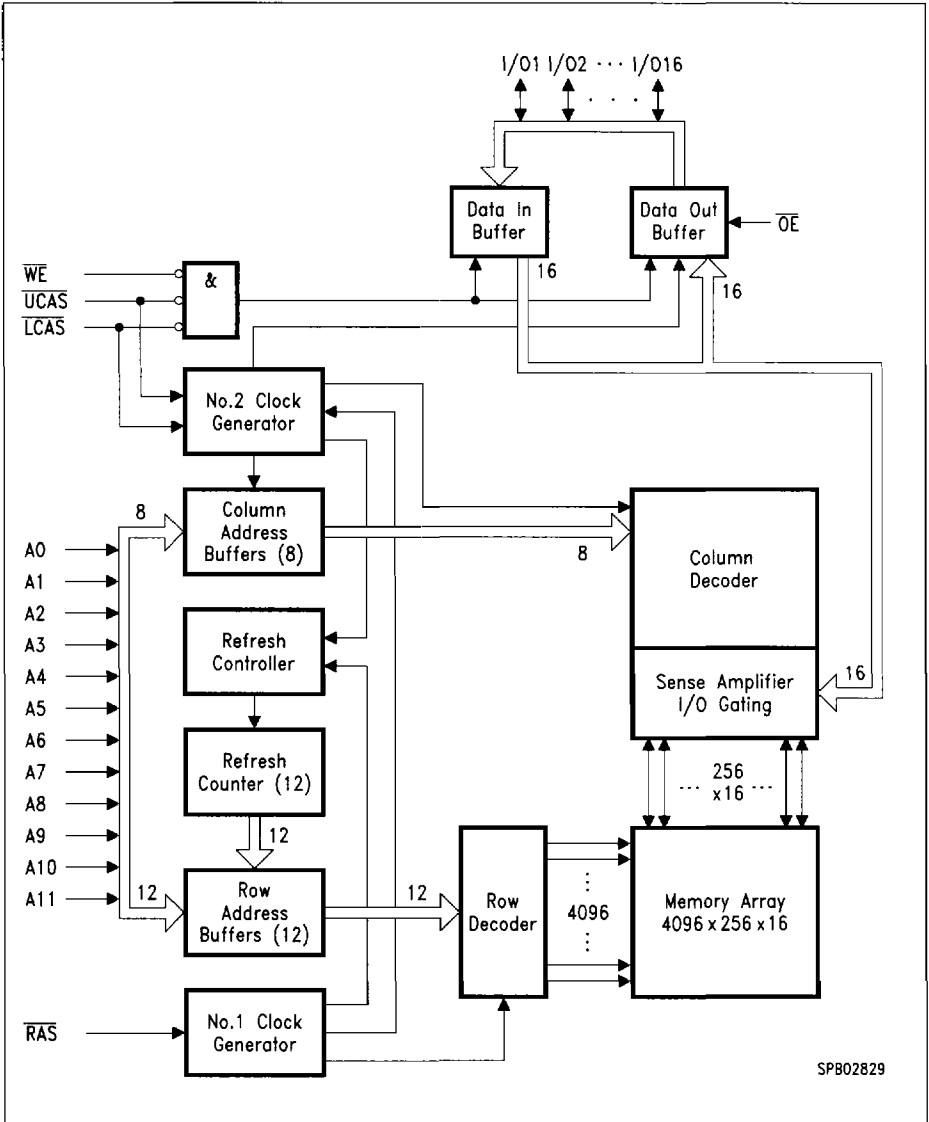 I/O1 I/O2 ··· I/O16
Data In
Buffer
Data Out
Buffer
OE
16
16
WE
UCAS
LCAS
&
No.2 Clock
Generator
8
Column
Address
Buffers (8)
8
Column
Decoder
A0
A1
A2
A3
A4
A5
A6
A7
A8
A9
A10
A11
Refresh
Controller
Sense Amplifier
I/O Gating
16
Refresh
Counter (12)
12
··· 256 ···
x16
12
Row
Address
Buffers (12)
12
Row
Decoder
4096
Memory Array
4096 x 256 x 16
RAS
No.1 Clock
Generator
SPB02829